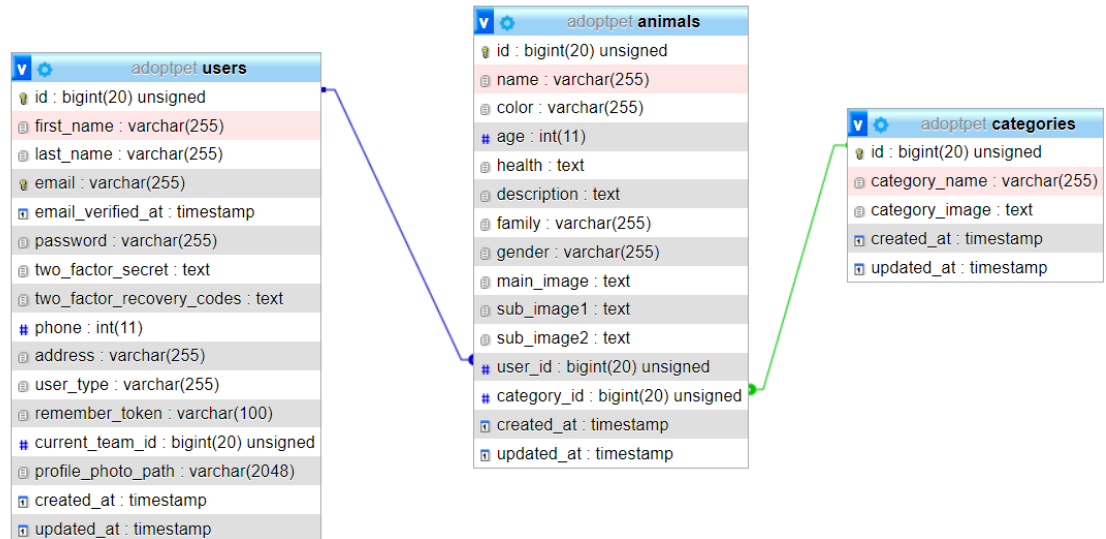 v adoptpet users
id : bigint(20) unsigned
first_name : varchar(255)
last_name : varchar(255)
email : varchar(255)
email_verified_at : timestamp
password : varchar(255)
two_factor_secret : text
two_factor_recovery_codes : text
# phone : int(11)
address : varchar(255)
user_type : varchar(255)
remember_token : varchar(100)
# current_team_id : bigint(20) unsigned
profile_photo_path : varchar(2048)
created_at : timestamp
updated_at : timestamp
v adoptpet animals
id : bigint(20) unsigned
name : varchar(255)
color : varchar(255)
# age : int(11)
health : text
description : text
family : varchar(255)
gender : varchar(255)
main_image : text
sub_image1 : text
sub_image2 : text
# user_id : bigint(20) unsigned
# category_id : bigint(20) unsigned
created_at : timestamp
updated_at : timestamp
v adoptpet categories
id : bigint(20) unsigned
category_name : varchar(255)
category_image : text
created_at : timestamp
updated_at : timestamp